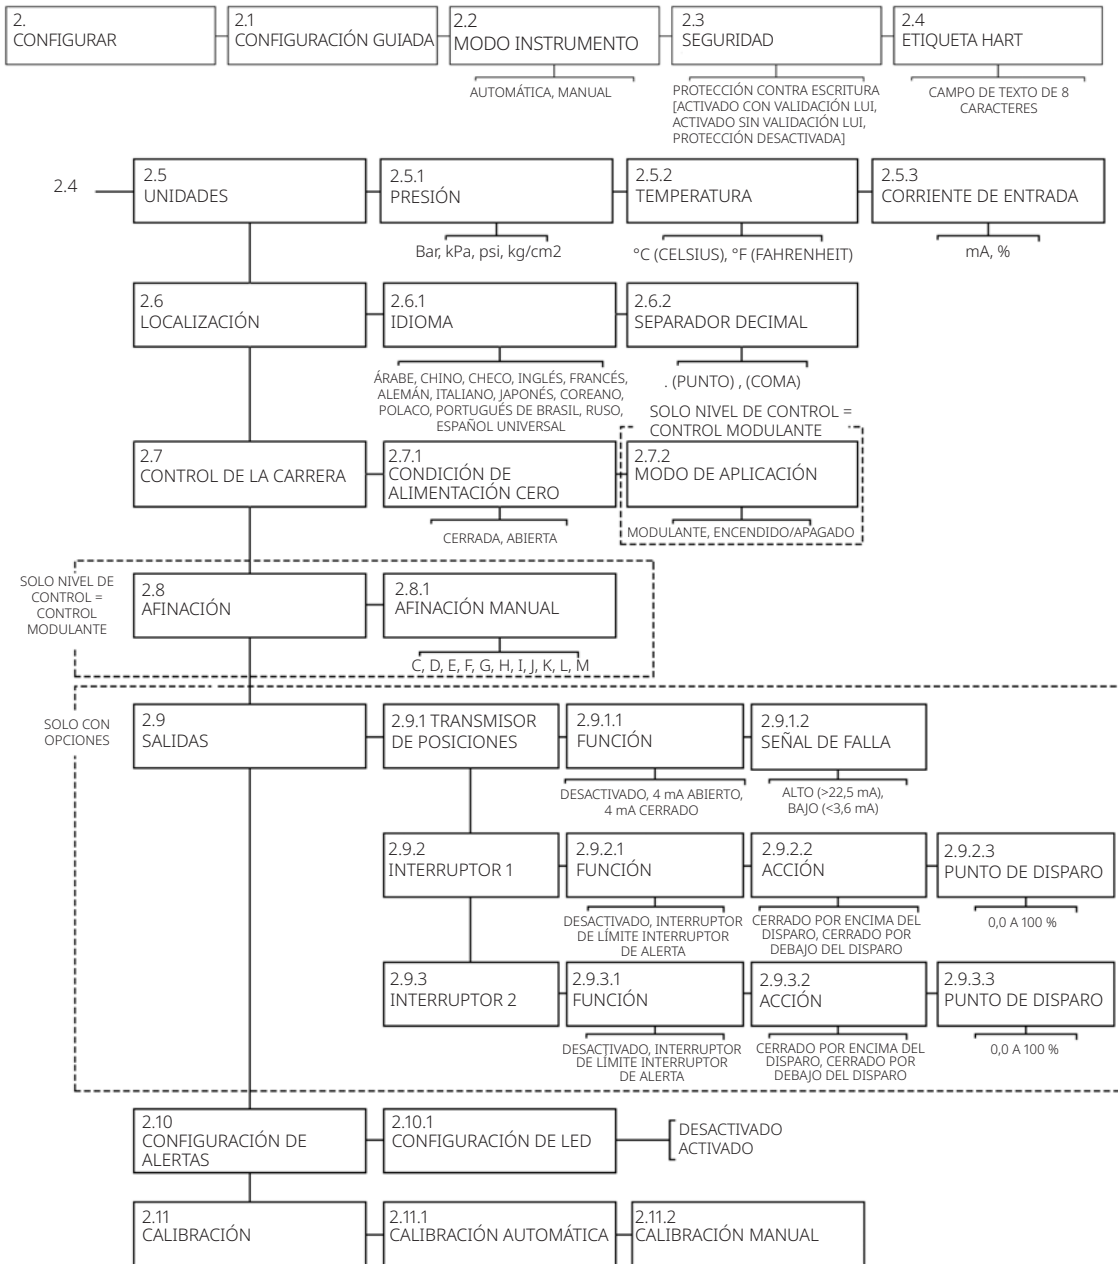 2.
CONFIGURAR
2.1
CONFIGURACIÓN GUIADA
2.2
MODO INSTRUMENTO
2.3
SEGURIDAD
2.4
ETIQUETA HART
AUTOMÁTICA, MANUAL
PROTECCIÓN CONTRA ESCRITURA
[ACTIVADO CON VALIDACIÓN LUI,
ACTIVADO SIN VALIDACIÓN LUI,
PROTECCIÓN DESACTIVADA]
CAMPO DE TEXTO DE 8
CARACTERES
2.4
2.5
UNIDADES
2.5.1
PRESIÓN
2.5.2
TEMPERATURA
2.5.3
CORRIENTE DE ENTRADA
Bar, kPa, psi, kg/cm2
°C (CELSIUS), °F (FAHRENHEIT)
mA, %
2.6
LOCALIZACIÓN
2.6.1
IDIOMA
2.6.2
SEPARADOR DECIMAL
ÁRABE, CHINO, CHECO, INGLÉS, FRANCÉS,
ALEMÁN, ITALIANO, JAPONÉS, COREANO,
POLACO, PORTUGUÉS DE BRASIL, RUSO,
ESPAÑOL UNIVERSAL
. (PUNTO) , (COMA)
SOLO NIVEL DE CONTROL =
CONTROL MODULANTE
2.7
CONTROL DE LA CARRERA
2.7.1
CONDICIÓN DE
ALIMENTACIÓN CERO
2.7.2
MODO DE APLICACIÓN
CERRADA, ABIERTA
MODULANTE, ENCENDIDO/APAGADO
SOLO NIVEL DE
CONTROL =
CONTROL
MODULANTE
2.8
AFINACIÓN
2.8.1
AFINACIÓN MANUAL
C, D, E, F, G, H, I, J, K, L, M
SOLO CON
OPCIONES
2.9
SALIDAS
2.9.1 TRANSMISOR
DE POSICIONES
2.9.1.1
FUNCIÓN
2.9.1.2
SEÑAL DE FALLA
DESACTIVADO, 4 mA ABIERTO,
4 mA CERRADO
ALTO (>22,5 mA),
BAJO (<3,6 mA)
2.9.2
INTERRUPTOR 1
2.9.2.1
FUNCIÓN
2.9.2.2
ACCIÓN
2.9.2.3
PUNTO DE DISPARO
DESACTIVADO, INTERRUPTOR
DE LÍMITE INTERRUPTOR
DE ALERTA
CERRADO POR ENCIMA DEL
DISPARO, CERRADO POR
DEBAJO DEL DISPARO
0,0 A 100 %
2.9.3
INTERRUPTOR 2
2.9.3.1
FUNCIÓN
2.9.3.2
ACCIÓN
2.9.3.3
PUNTO DE DISPARO
DESACTIVADO, INTERRUPTOR
DE LÍMITE INTERRUPTOR
DE ALERTA
CERRADO POR ENCIMA DEL
DISPARO, CERRADO POR
DEBAJO DEL DISPARO
0,0 A 100 %
2.10
CONFIGURACIÓN DE
ALERTAS
2.10.1
CONFIGURACIÓN DE LED
DESACTIVADO
ACTIVADO
2.11
CALIBRACIÓN
2.11.1
CALIBRACIÓN AUTOMÁTICA
2.11.2
CALIBRACIÓN MANUAL